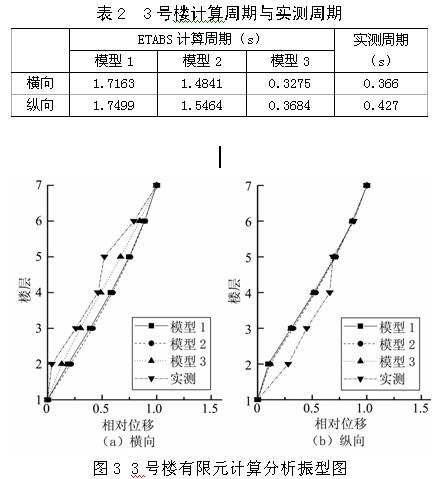 表2 3号楼计算周期与实测周期
ETABS计算周期(s) 实测周期
模型1 模型2 模型3 (s)
横向 1.7163 1.4841 0.3275 0.366
纵向 1.7499 1.5464 0.3684 0.427
7
6
5
4
3
2
1
楼层
模型1
模型2
模型3
实测
0 0.5 1.0 1.5
相对位移
(a) 横向
7
6
5
4
3
2
1
楼层
模型1
模型2
模型3
实测
0 0.5 1.0 1.5
相对位移
(b) 纵向
图3 3号楼有限元计算分析振型图